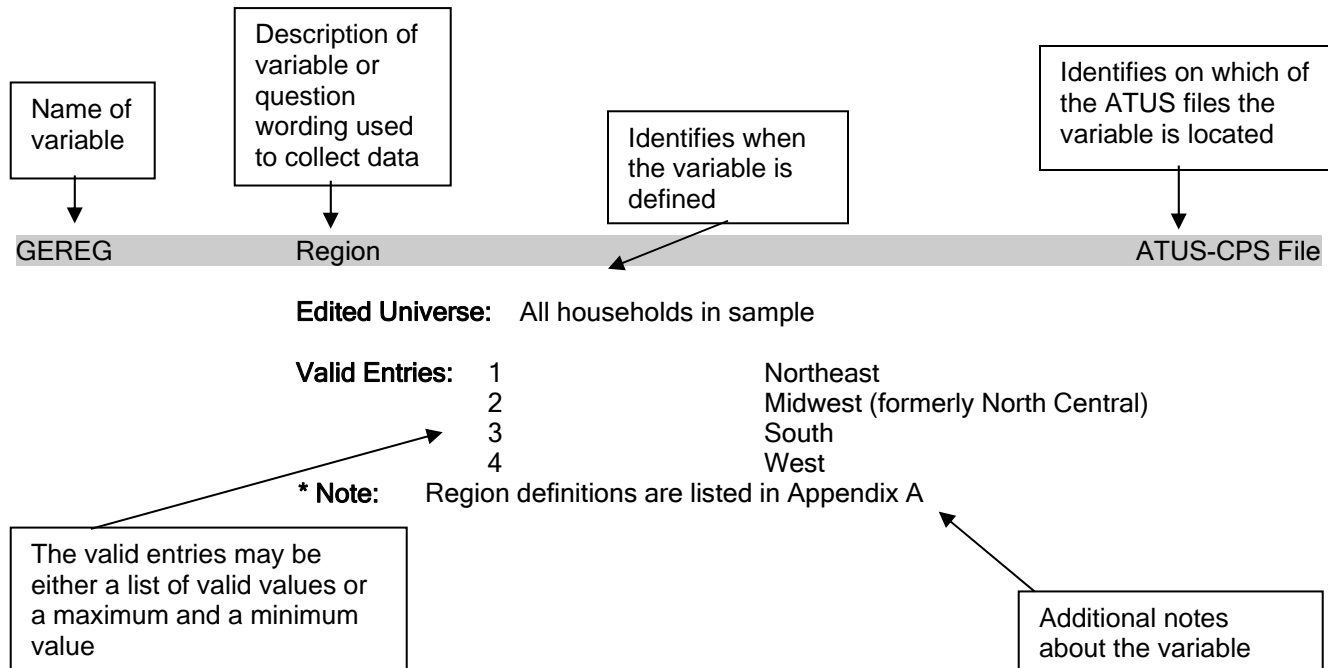 Name of
variable
Description of
variable or
question
wording used
to collect data
Identifies when
the variable is
defined
Identifies on which of
the ATUS files the
variable is located
GEREG Region ATUS-CPS File
Edited Universe: All households in sample
Valid Entries: 1 Northeast
2 Midwest (formerly North Central)
3 South
4 West
* Note: Region definitions are listed in Appendix A
The valid entries may be
either a list of valid values or
a maximum and a minimum
value
Additional notes
about the variable